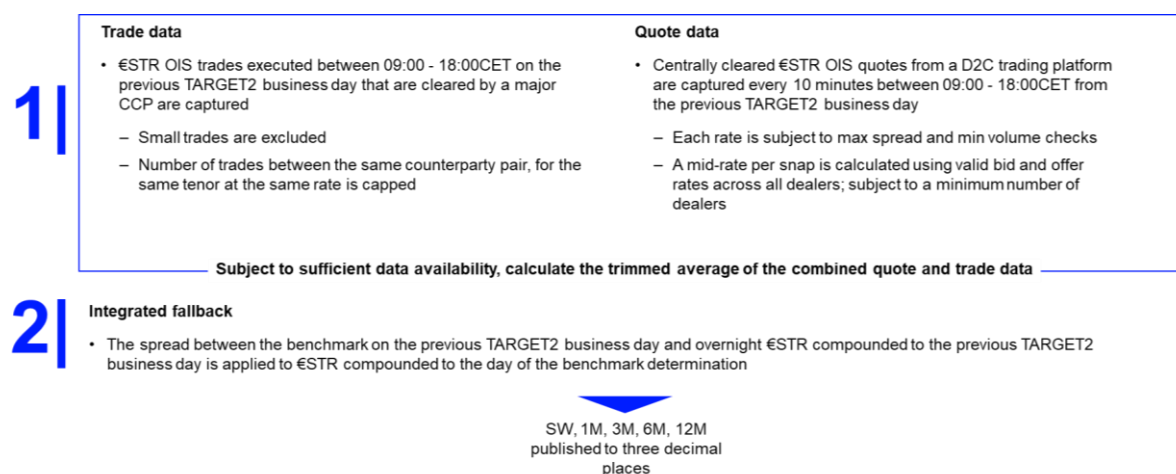 1
Trade data
• €STR OIS trades executed between 09:00 - 18:00CET on the
previous TARGET2 business day that are cleared by a major
CCP are captured
– Small trades are excluded
– Number of trades between the same counterparty pair, for the
same tenor at the same rate is capped
Quote data
• Centrally cleared €STR OIS quotes from a D2C trading platform
are captured every 10 minutes between 09:00 - 18:00CET from
the previous TARGET2 business day
– Each rate is subject to max spread and min volume checks
– A mid-rate per snap is calculated using valid bid and offer
rates across all dealers; subject to a minimum number of
dealers
Subject to sufficient data availability, calculate the trimmed average of the combined quote and trade data
2
Integrated fallback
• The spread between the benchmark on the previous TARGET2 business day and overnight €STR compounded to the previous TARGET2
business day is applied to €STR compounded to the day of the benchmark determination
SW, 1M, 3M, 6M, 12M
published to three decimal
places